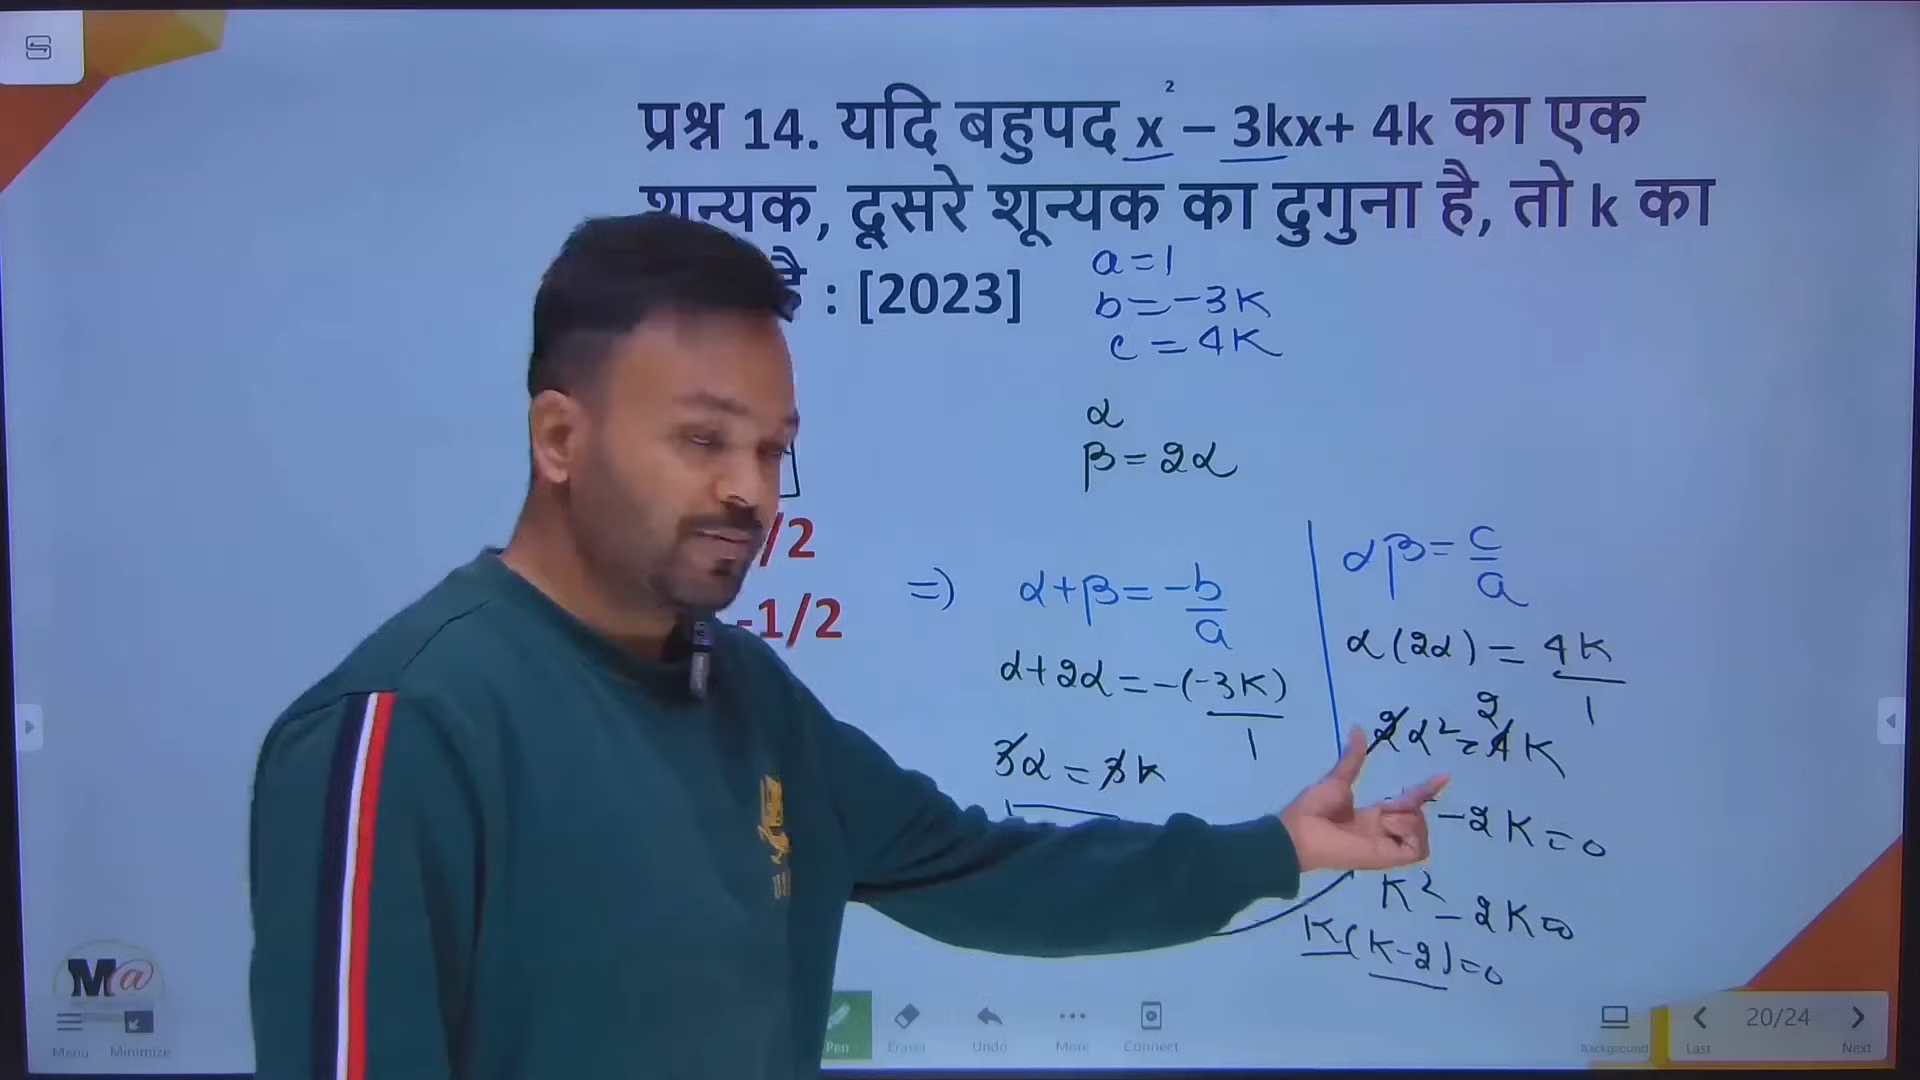 प्रश्न 14. यदि बहुपद x² – 3kx+ 4k का एक
शून्यक, दूसरे शून्यक का दुगुना है, तो k का
है : [2023]
a=1
b=-3K
c=4K
α
β=2α
/2
-1/2
=) α+β=-b/a
α+2α=-(-3K)/1
3α=3K
αβ=c/a
α(2α)=4K/1
2
2α²=4K
-2K=0
K²-2K=0
K(K-2)=0
M@
Menu Minimize Pen Eraser Undo More Connect Background Last 20/24 Next